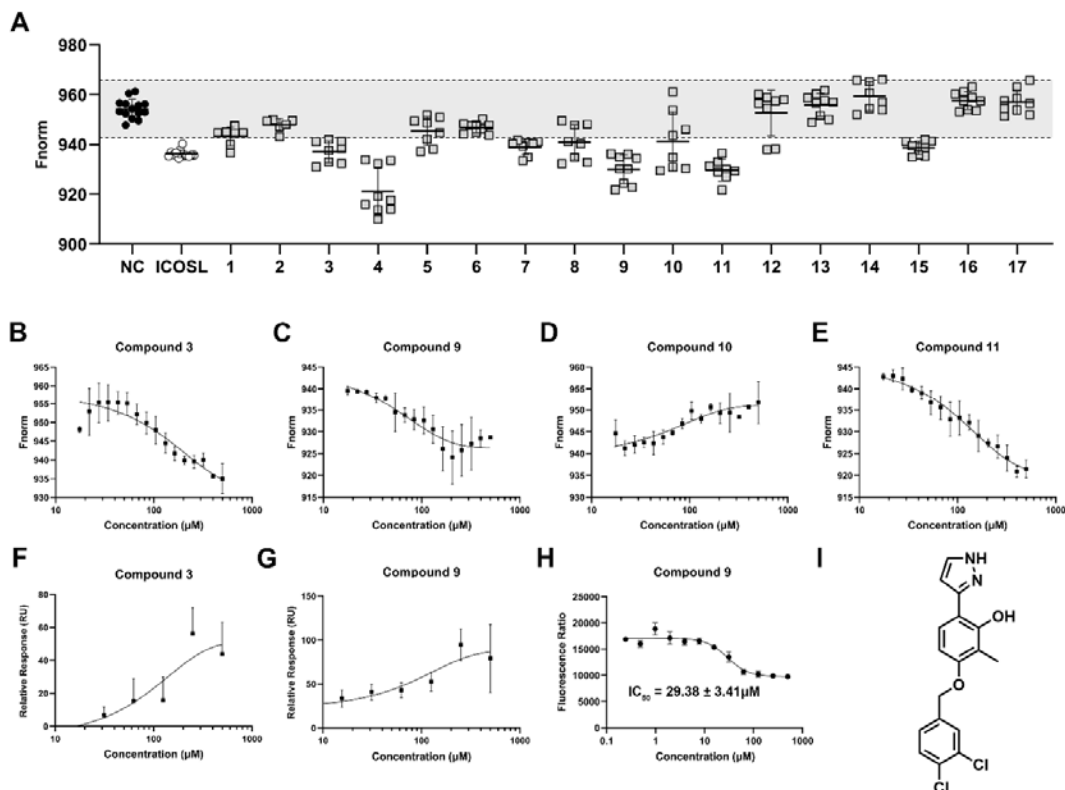 A
Fnorm
980
960
940
920
900
NC ICOSL 1 2 3 4 5 6 7 8 9 10 11 12 13 14 15 16 17
B
Compound 3
Fnorm
965
960
955
950
945
940
935
930
10 100 1000
Concentration (µM)
C
Compound 9
Fnorm
945
940
935
930
925
920
915
10 100 1000
Concentration (µM)
D
Compound 10
Fnorm
960
955
950
945
940
935
930
10 100 1000
Concentration (µM)
E
Compound 11
Fnorm
945
940
935
930
925
920
915
10 100 1000
Concentration (µM)
F
Compound 3
Relative Response (RU)
80
60
40
20
0
10 100 1000
Concentration (µM)
G
Compound 9
Relative Response (RU)
150
100
50
0
10 100 1000
Concentration (µM)
H
Compound 9
Fluorescence Ratio
25000
20000
15000
10000
5000
0
IC₅₀ = 29.38 ± 3.41µM
0.1 1 10 100 1000
Concentration (µM)
I
NH
N
OH
O
Cl
Cl